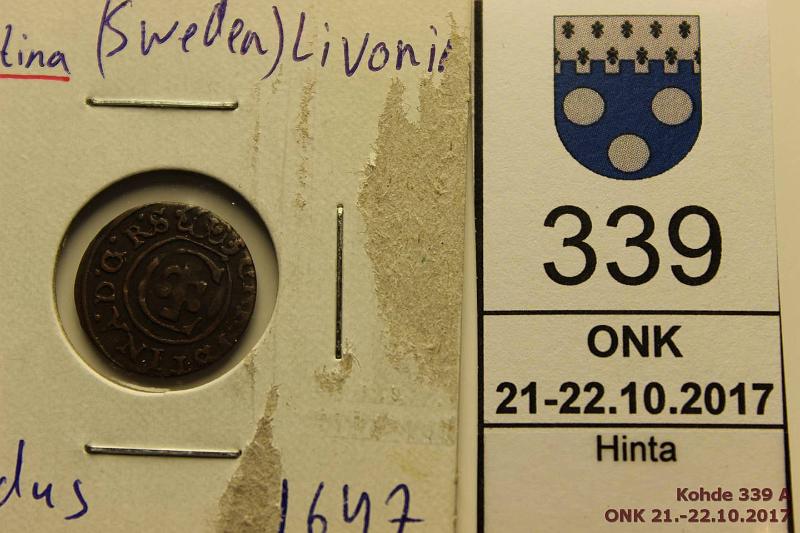 tina (Sweden) Livoni
dus 1647
339
ONK
21-22.10.2017
Hinta
Kohde 339 A
ONK 21.-22.10.2017